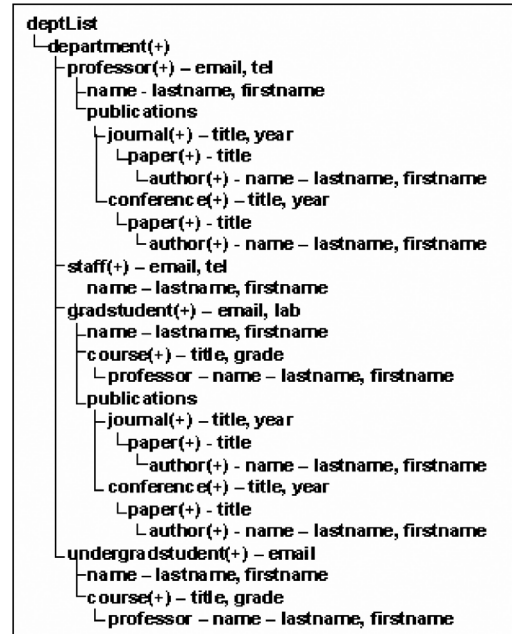 deptList
department(+)
professor(+) – email, tel
name - lastname, firstname
publications
journal(+) – title, year
paper(+) - title
author(+) - name – lastname, firstname
conference(+) – title, year
paper(+) - title
author(+) - name – lastname, firstname
staff(+) – email, tel
name – lastname, firstname
gradstudent(+) – email, lab
name – lastname, firstname
course(+) – title, grade
professor – name – lastname, firstname
publications
journal(+) – title, year
paper(+) - title
author(+) - name – lastname, firstname
conference(+) – title, year
paper(+) - title
author(+) - name – lastname, firstname
undergradstudent(+) – email
name – lastname, firstname
course(+) – title, grade
professor – name – lastname, firstname